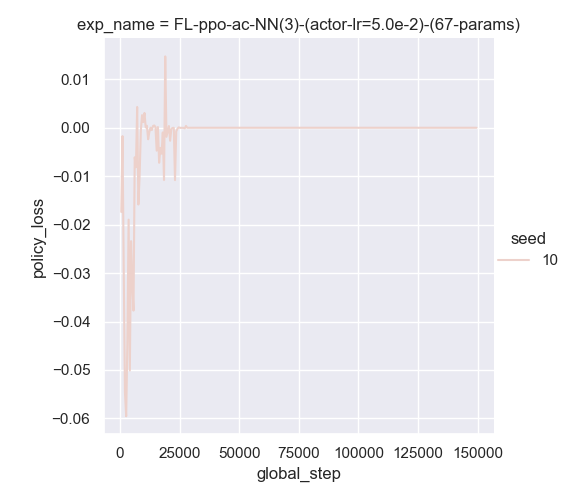 exp_name = FL-ppo-ac-NN(3)-(actor-lr=5.0e-2)-(67-params)
0.01
0.00
−0.01
−0.02
−0.03
−0.04
−0.05
−0.06
policy_loss
0 25000 50000 75000 100000 125000 150000
global_step
seed
10